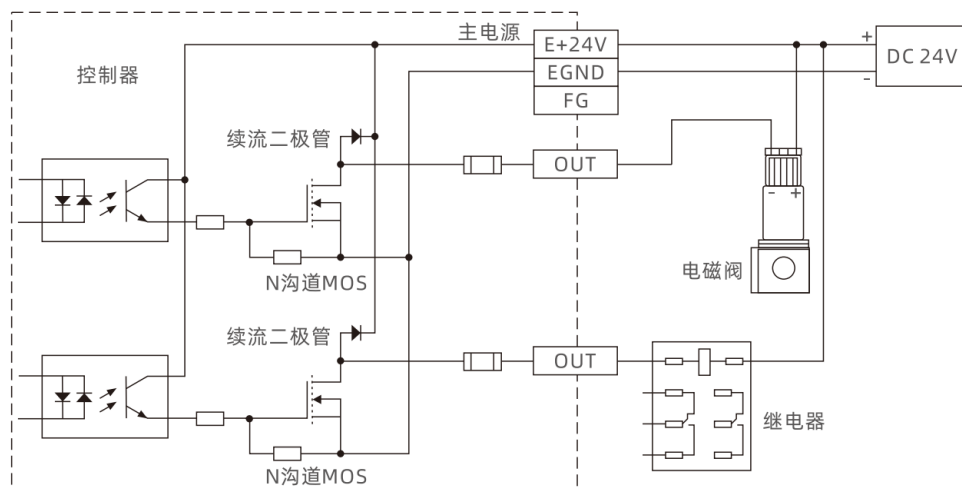 主电源
E+24V
+
DC 24V
控制器
EGND
-
FG
续流二极管
OUT
- +
电磁阀
N沟道MOS
续流二极管
OUT
继电器
N沟道MOS